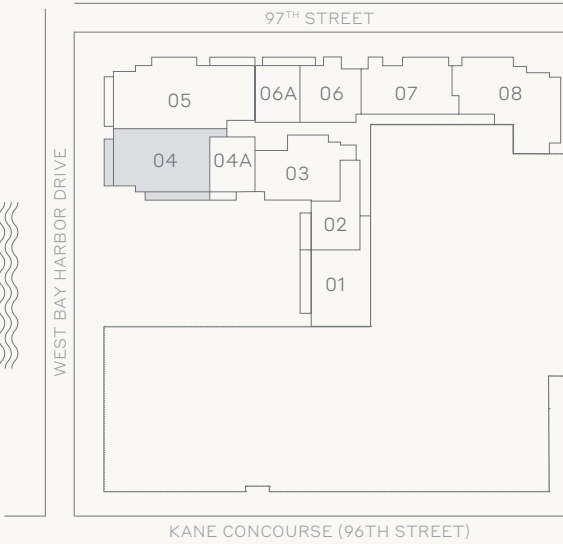 97TH STREET
05
06A
06
07
08
04
04A
03
02
01
WEST BAY HARBOR DRIVE
KANE CONCOURSE (96TH STREET)